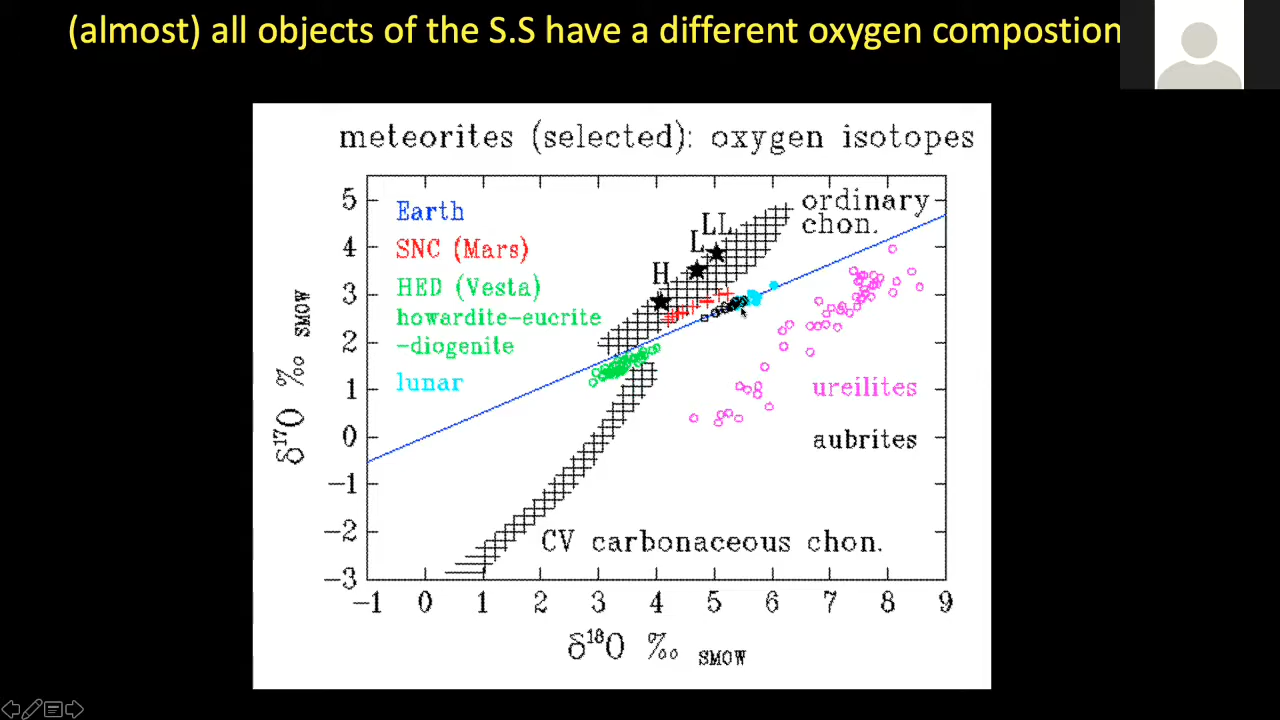 (almost) all objects of the S.S have a different oxygen compostion
meteorites (selected): oxygen isotopes
Earth
SNC (Mars)
HED (Vesta)
howardite-eucrite
-diogenite
lunar
ordinary
chon.
LL
L
H
ureilites
aubrites
CV carbonaceous chon.
5
4
3
2
1
0
-1
-2
-3
δ17O ‰ SMOW
-1 0 1 2 3 4 5 6 7 8 9
δ18O ‰ SMOW